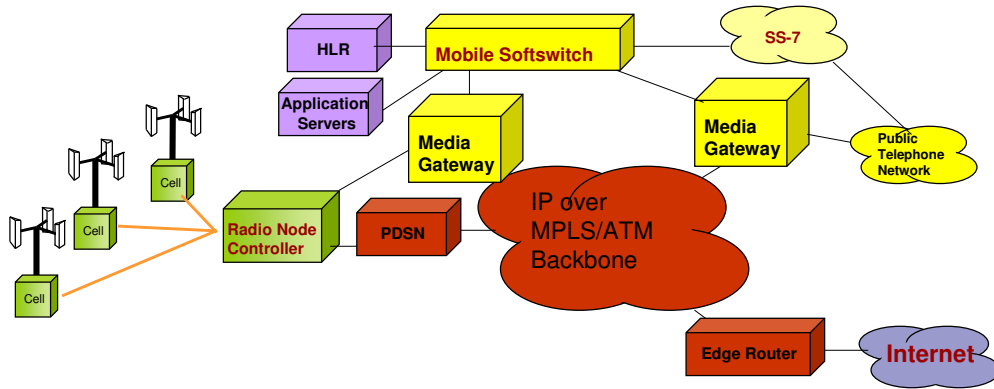 HLR
Mobile Softswitch
SS-7
Application
Servers
Media
Gateway
Media
Gateway
Public
Telephone
Network
Cell
Cell
Cell
Radio Node
Controller
PDSN
IP over
MPLS/ATM
Backbone
Edge Router
Internet